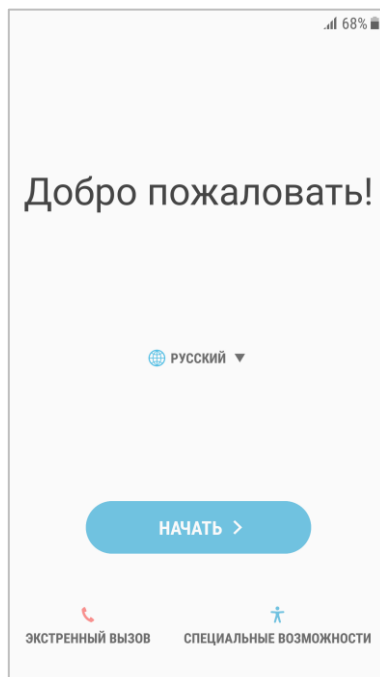 68%
Добро пожаловать!
РУССКИЙ
НАЧАТЬ
ЭКСТРЕННЫЙ ВЫЗОВ СПЕЦИАЛЬНЫЕ ВОЗМОЖНОСТИ